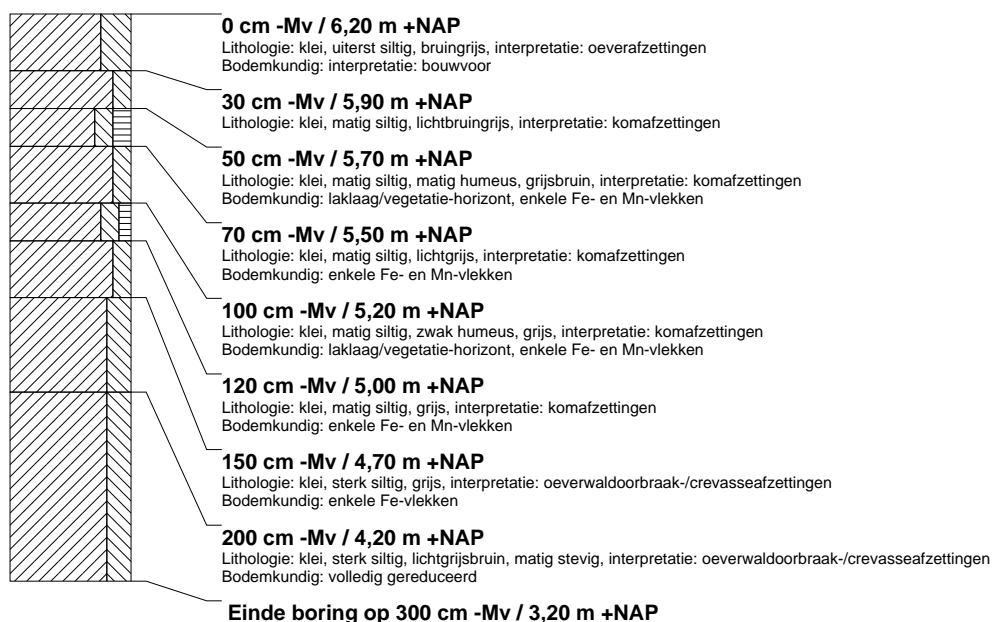 0 cm -Mv / 6,20 m +NAP
Lithologie: klei, uiterst siltig, bruingrijs, interpretatie: oeverafzettingen
Bodemkundig: interpretatie: bouwvoor
30 cm -Mv / 5,90 m +NAP
Lithologie: klei, matig siltig, lichtbruingrijs, interpretatie: komafzettingen
50 cm -Mv / 5,70 m +NAP
Lithologie: klei, matig siltig, matig humeus, grijsbruin, interpretatie: komafzettingen
Bodemkundig: laklaag/vegetatie-horizont, enkele Fe- en Mn-vlekken
70 cm -Mv / 5,50 m +NAP
Lithologie: klei, matig siltig, lichtgrijs, interpretatie: komafzettingen
Bodemkundig: enkele Fe- en Mn-vlekken
100 cm -Mv / 5,20 m +NAP
Lithologie: klei, matig siltig, zwak humeus, grijs, interpretatie: komafzettingen
Bodemkundig: laklaag/vegetatie-horizont, enkele Fe- en Mn-vlekken
120 cm -Mv / 5,00 m +NAP
Lithologie: klei, matig siltig, grijs, interpretatie: komafzettingen
Bodemkundig: enkele Fe- en Mn-vlekken
150 cm -Mv / 4,70 m +NAP
Lithologie: klei, sterk siltig, grijs, interpretatie: oeverwaldoorbraak-/crevasseafzettingen
Bodemkundig: enkele Fe-vlekken
200 cm -Mv / 4,20 m +NAP
Lithologie: klei, sterk siltig, lichtgrijsbruin, matig stevig, interpretatie: oeverwaldoorbraak-/crevasseafzettingen
Bodemkundig: volledig gereduceerd
Einde boring op 300 cm -Mv / 3,20 m +NAP